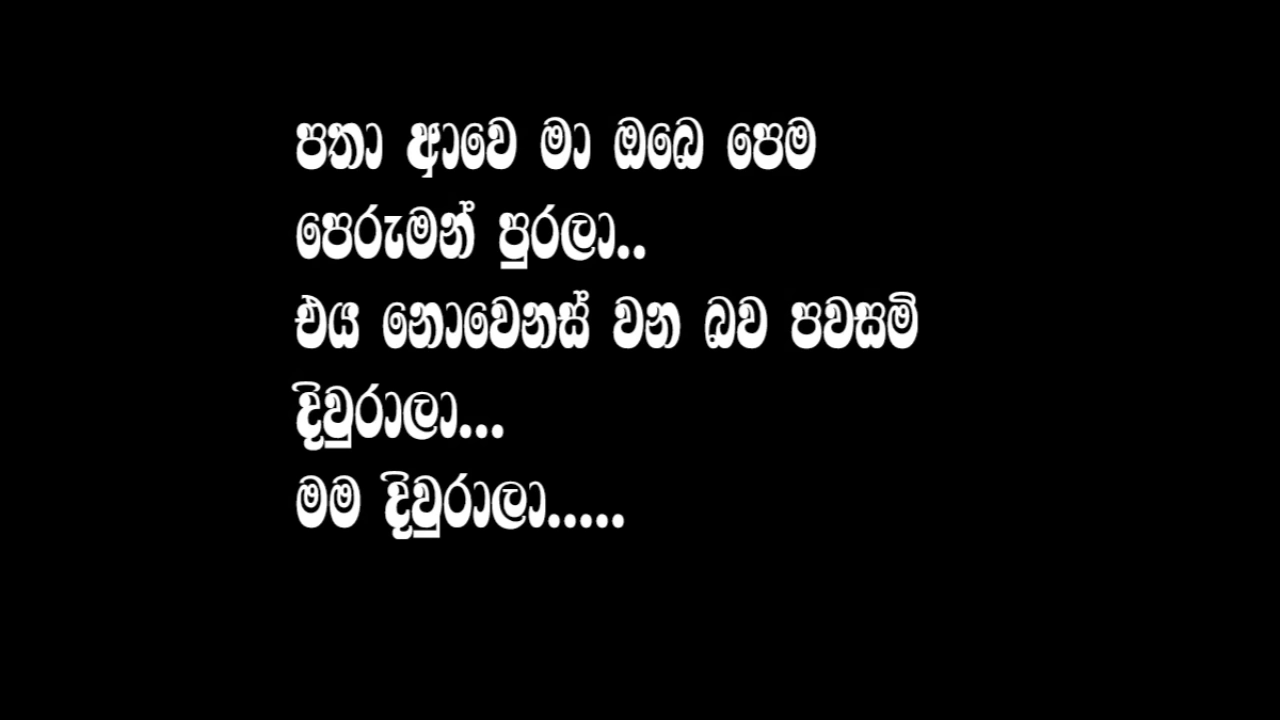 පතා ආවෙ මා ඔබෙ පෙම
පෙරුමන් පුරලා..
එය නොවෙනස් වන බව පවසමි
දිවුරාලා...
මම දිවුරාලා.....